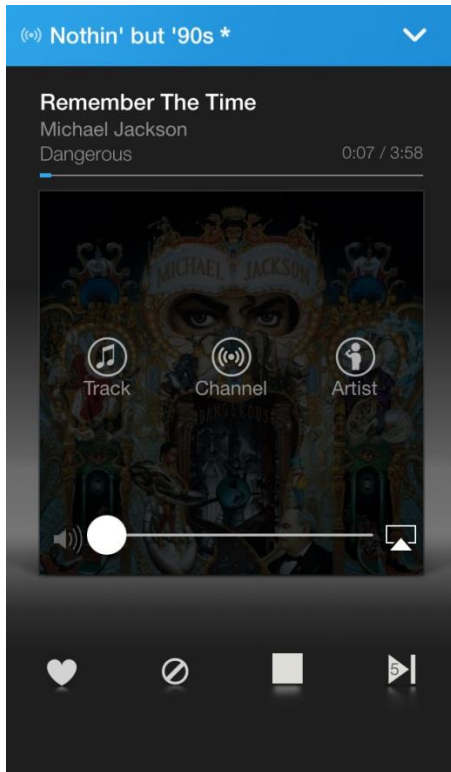 Nothin' but '90s *
Remember The Time
Michael Jackson
Dangerous
0:07 / 3:58
MICHAEL JACKSON
Track
Channel
Artist
DANGEROUS
5